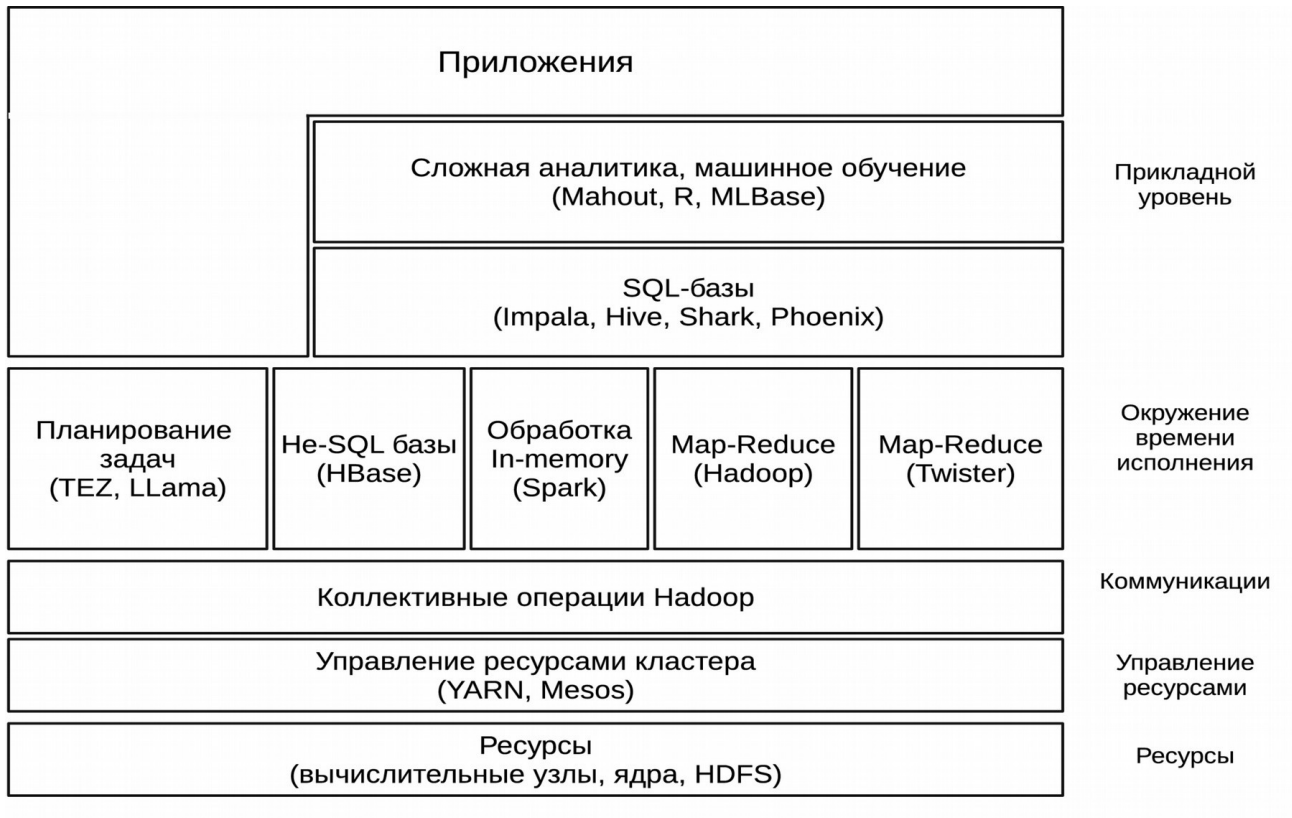 Приложения
Сложная аналитика, машинное обучение
(Mahout, R, MLBase)
Прикладной
уровень
SQL-базы
(Impala, Hive, Shark, Phoenix)
Планирование
задач
(TEZ, LLama)
Не-SQL базы
(HBase)
Обработка
In-memory
(Spark)
Map-Reduce
(Hadoop)
Map-Reduce
(Twister)
Окружение
времени
исполнения
Коллективные операции Hadoop
Коммуникации
Управление ресурсами кластера
(YARN, Mesos)
Управление
ресурсами
Ресурсы
(вычислительные узлы, ядра, HDFS)
Ресурсы